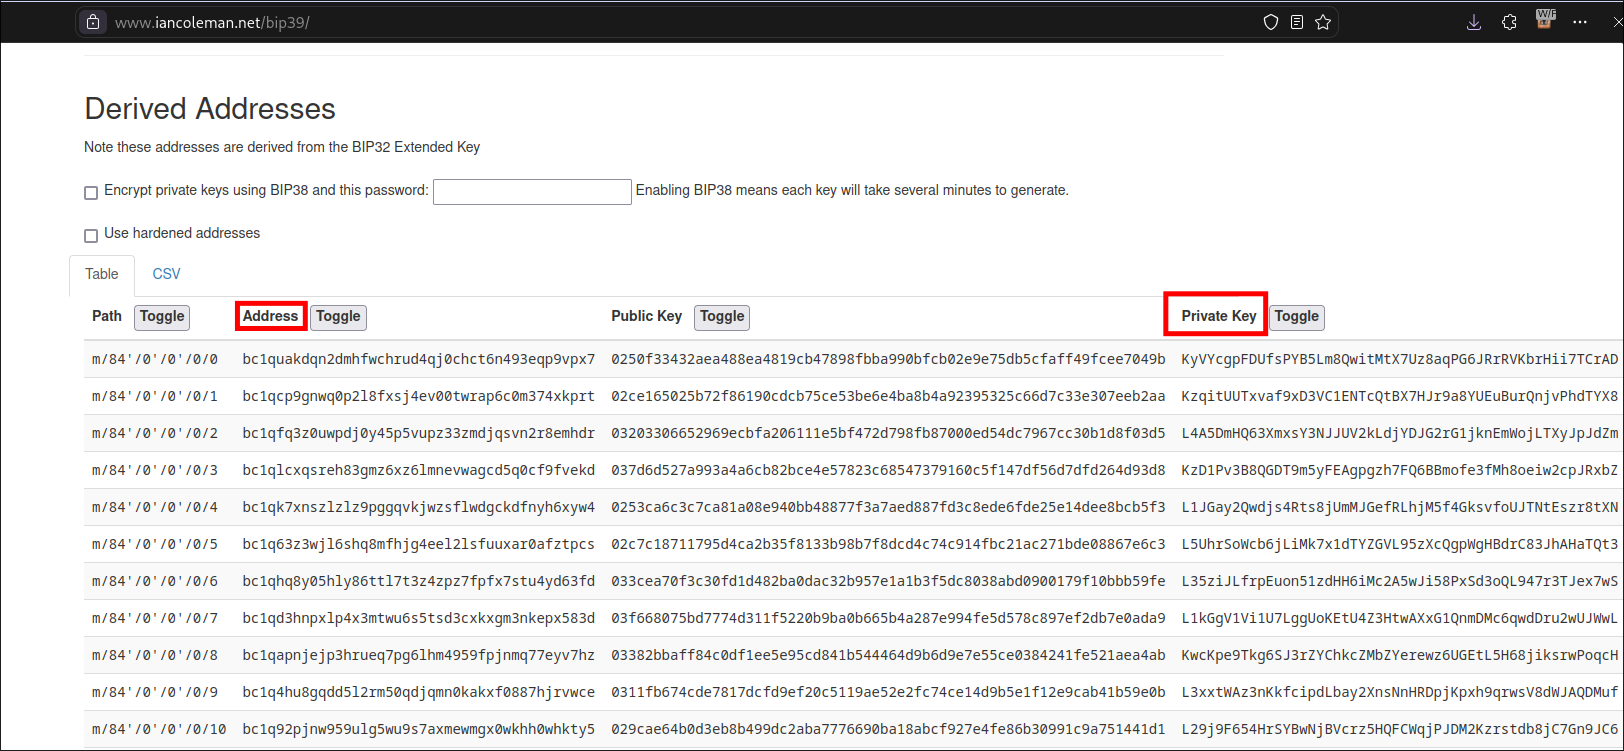 www.iancoleman.net/bip39/
Derived Addresses
Note these addresses are derived from the BIP32 Extended Key
Encrypt private keys using BIP38 and this password: Enabling BIP38 means each key will take several minutes to generate.
Use hardened addresses
Table CSV
Path Toggle Address Toggle Public Key Toggle Private Key Toggle
m/84'/0'/0'/0/0 bc1quakdqn2dmhfwchrud4qj0chct6n493eqp9vpx7 0250f33432aea488ea4819cb47898fbba990bfcb02e9e75db5cfaff49fcee7049b KyVYcgpFDUfsPYB5Lm8QwitMtX7Uz8aqPG6JRrRVKbrHii7TCrAD
m/84'/0'/0'/0/1 bc1qcp9gnwq0p2l8fxsj4ev00twrap6c0m374xkprt 02ce165025b72f86190cdcb75ce53be6e4ba8b4a92395325c66d7c33e307eeb2aa KzqitUUTxvaf9xD3VC1ENTcQtBX7HJr9a8YUEuBurQnjvPhdTYX8
m/84'/0'/0'/0/2 bc1qfq3z0uwpdj0y45p5vupz33zmdjqsvn2r8emhdr 03203306652969ecbfa206111e5bf472d798fb87000ed54dc7967cc30b1d8f03d5 L4A5DmHQ63XmxsY3NJJUV2kLdjYDJG2rG1jknEmWojLTXyJpJdZm
m/84'/0'/0'/0/3 bc1qlcxqsreh83gmz6xz6lmnevwagcd5q0cf9fvekd 037d6d527a993a4a6cb82bce4e57823c68547379160c5f147df56d7dfd264d93d8 KzD1Pv3B8QGDT9m5yFEAgpgzh7FQ6BBmofe3fMh8oeiw2cpJRxbZ
m/84'/0'/0'/0/4 bc1qk7xnszlzlz9pggqvkjwzsflwdgckdfnyh6xyw4 0253ca6c3c7ca81a08e940bb48877f3a7aed887fd3c8ede6fde25e14dee8bcb5f3 L1JGay2Qwdjs4Rts8jUmMJGefRLhjM5f4GksvfoUJTNtEszr8tXN
m/84'/0'/0'/0/5 bc1q63z3wjl6shq8mfhjg4eel2lsfuuxar0afztpcs 02c7c18711795d4ca2b35f8133b98b7f8dcd4c74c914fbc21ac271bde08867e6c3 L5UhrSoWcb6jLiMk7x1dTYZGVL95zXcQgpWgHBdrC83JhAHaTQt3
m/84'/0'/0'/0/6 bc1qhq8y05hly86ttl7t3z4zpz7fpfx7stu4yd63fd 033cea70f3c30fd1d482ba0dac32b957e1a1b3f5dc8038abd0900179f10bbb59fe L35ziJLfrpEuon51zdHH6iMc2A5wJi58PxSd3oQL947r3TJex7wS
m/84'/0'/0'/0/7 bc1qd3hnpxlp4x3mtwu6s5tsd3cxkxgm3nkepx583d 03f668075bd7774d311f5220b9ba0b665b4a287e994fe5d578c897ef2db7e0ada9 L1kGgV1Vi1U7LggUoKEtU4Z3HtwAXxG1QnmDMc6qwdDru2wUJWwL
m/84'/0'/0'/0/8 bc1qapnjejp3hrueq7pg6lhm4959fpjnmq77eyv7hz 03382bbaff84c0df1ee5e95cd841b544464d9b6d9e7e55ce0384241fe521aea4ab KwcKpe9Tkg6SJ3rZYChkcZMbZYerewz6UGEtL5H68jiksrwPoqcH
m/84'/0'/0'/0/9 bc1q4hu8gqdd5l2rm50qdjqmn0kakxf0887hjrvwce 0311fb674cde7817dcfd9ef20c5119ae52e2fc74ce14d9b5e1f12e9cab41b59e0b L3xxtWAz3nKkfcipdLbay2XnsNnHRDpjKpxh9qrwsV8dWJAQDMuf
m/84'/0'/0'/0/10 bc1q92pjnw959ulg5wu9s7axmewmgx0wkhh0whkty5 029cae64b0d3eb8b499dc2aba7776690ba18abcf927e4fe86b30991c9a751441d1 L29j9F654HrSYBwNjBVcrz5HQFCWqjPJDM2Kzrstdb8jC7Gn9JC6